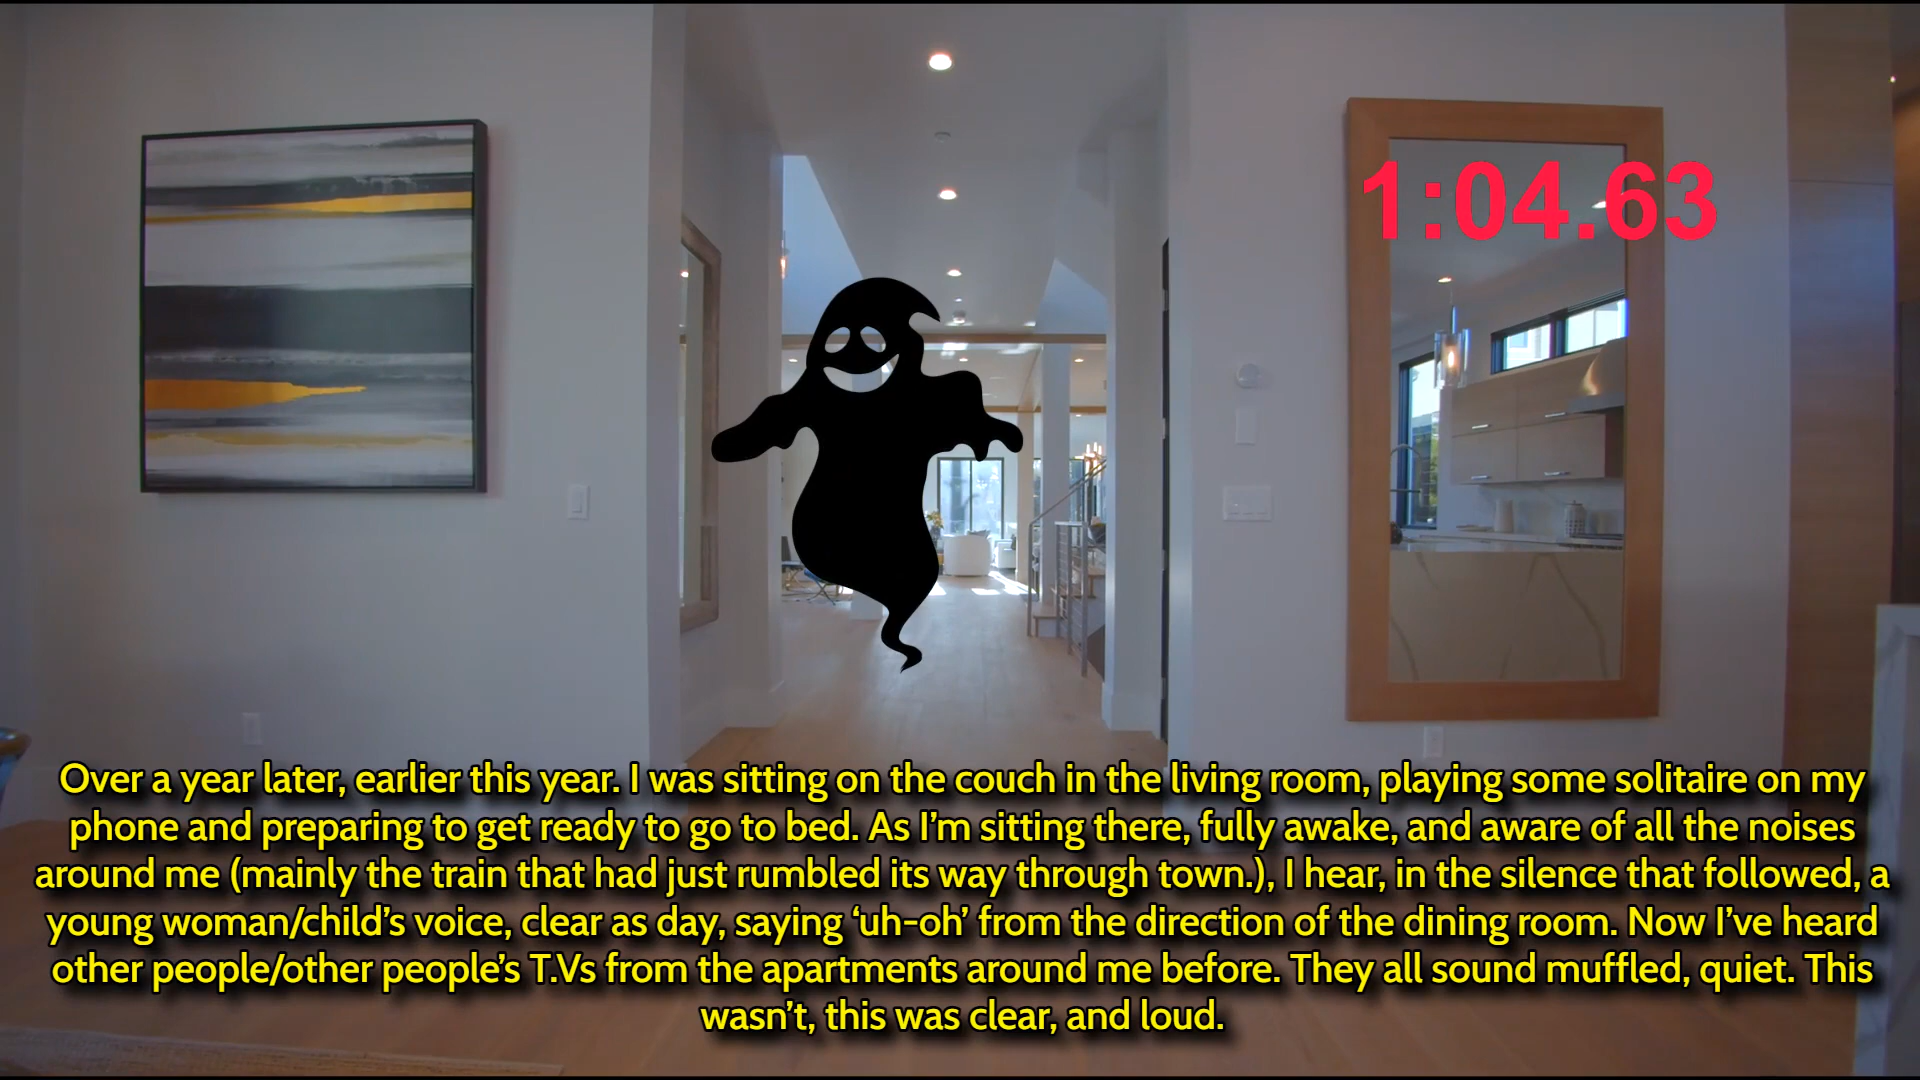 1:04.63
Over a year later, earlier this year. I was sitting on the couch in the living room, playing some solitaire on my
phone and preparing to get ready to go to bed. As I’m sitting there, fully awake, and aware of all the noises
around me (mainly the train that had just rumbled its way through town.), I hear, in the silence that followed, a
young woman/child’s voice, clear as day, saying ‘uh-oh’ from the direction of the dining room. Now I’ve heard
other people/other people’s T.Vs from the apartments around me before. They all sound muffled, quiet. This
wasn’t, this was clear, and loud.